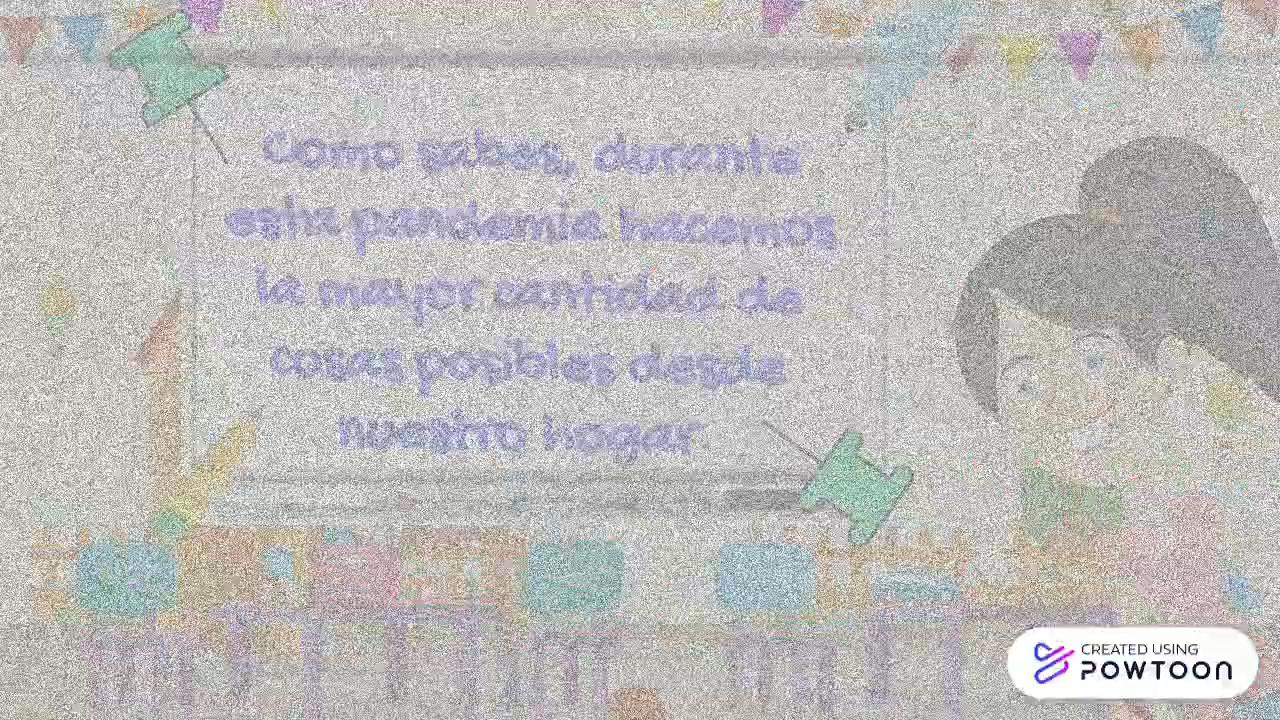 Como sabes, durante
esta pandemia hacemos
la mayor cantidad de
cosas posibles desde
nuestro hogar
CREATED USING
POWTOON